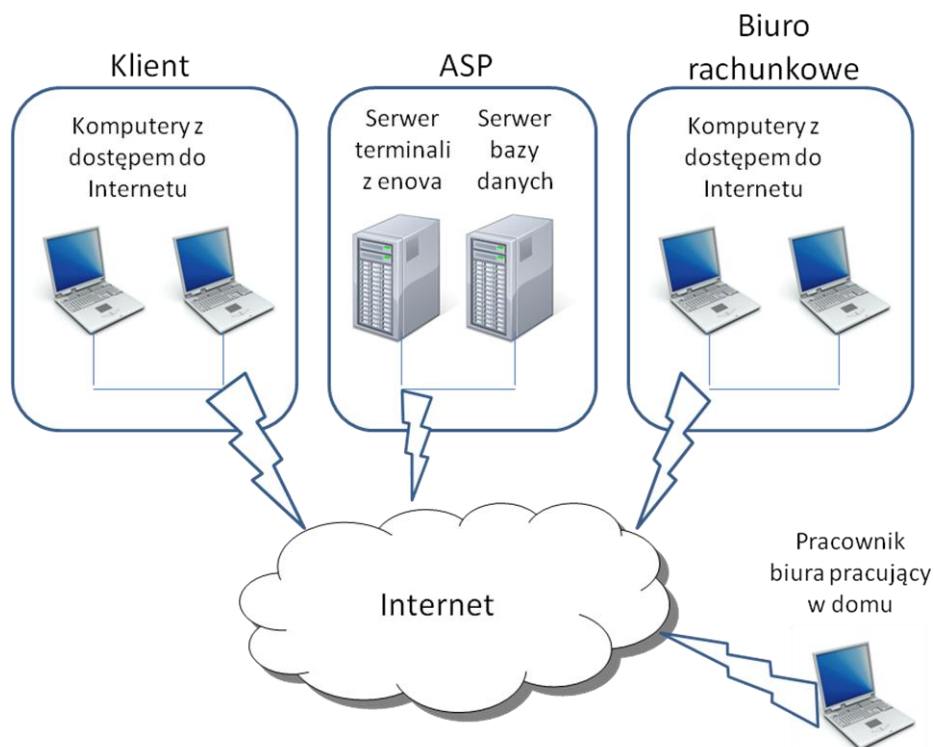 Klient
Komputery z
dostępem do
Internetu
ASP
Serwer
terminali
z enova
Serwer
bazy
danych
Biuro
rachunkowe
Komputery z
dostępem do
Internetu
Internet
Pracownik
biura pracujący
w domu